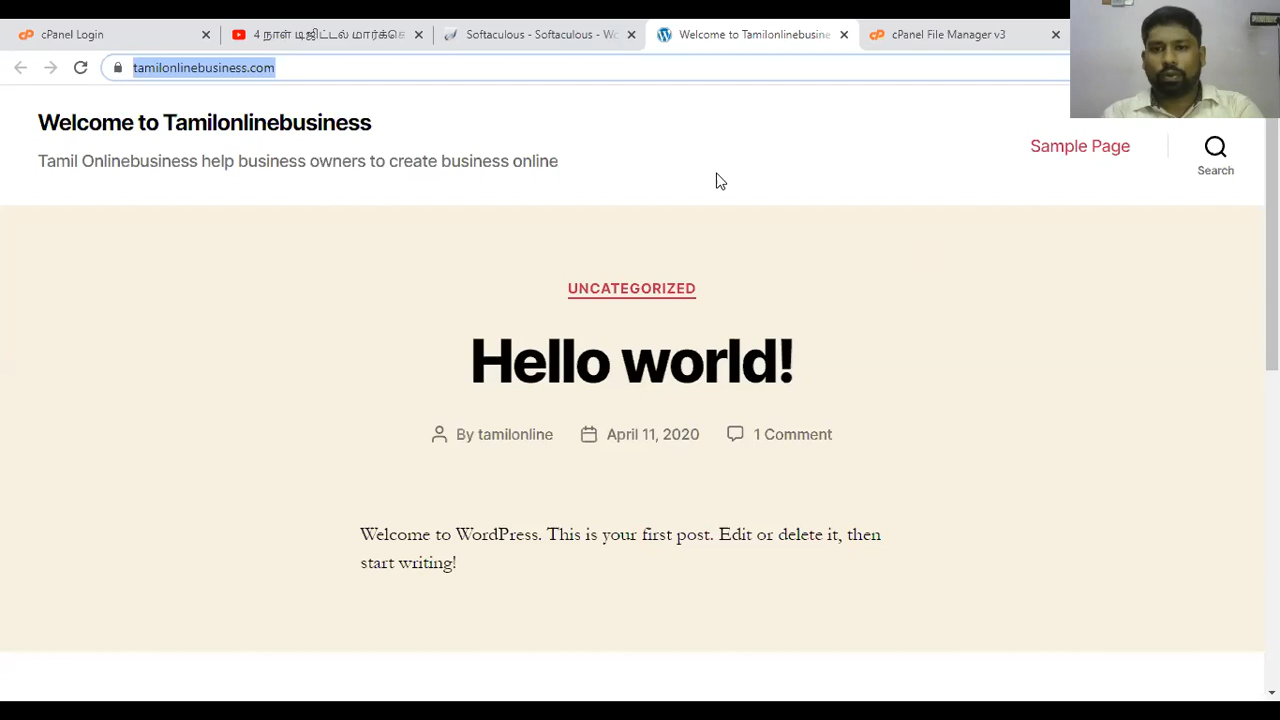 cPanel Login
4 நாள் டிஜிட்டல் மார்க்கெ
Softaculous - Softaculous - Wo
Welcome to Tamilonlinebusine
cPanel File Manager v3
tamilonlinebusiness.com
Welcome to Tamilonlinebusiness
Tamil Onlinebusiness help business owners to create business online
Sample Page
Search
UNCATEGORIZED
Hello world!
By tamilonline
April 11, 2020
1 Comment
Welcome to WordPress. This is your first post. Edit or delete it, then
start writing!